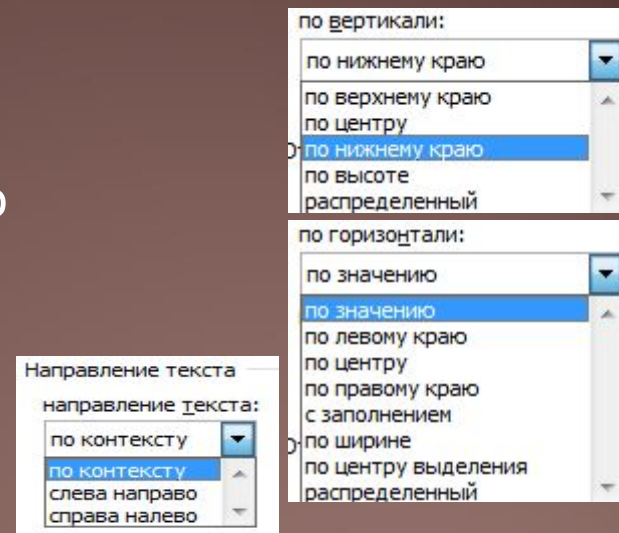 по вертикали:
по нижнему краю
по верхнему краю
по центру
по нижнему краю
по высоте
распределенный
по горизонтали:
по значению
по значению
по левому краю
по центру
по правому краю
с заполнением
по ширине
по центру выделения
распределенный
Направление текста
направление текста:
по контексту
по контексту
слева направо
справа налево